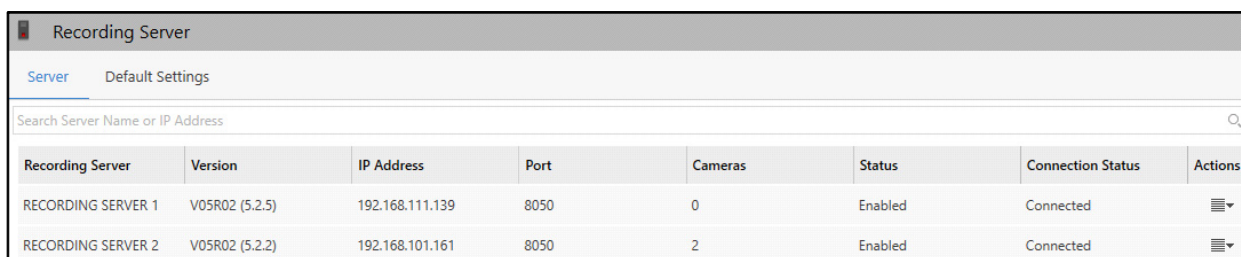 Recording Server
Server Default Settings
Search Server Name or IP Address
Recording Server Version IP Address Port Cameras Status Connection Status Actions
RECORDING SERVER 1 V05R02 (5.2.5) 192.168.111.139 8050 0 Enabled Connected
RECORDING SERVER 2 V05R02 (5.2.2) 192.168.101.161 8050 2 Enabled Connected